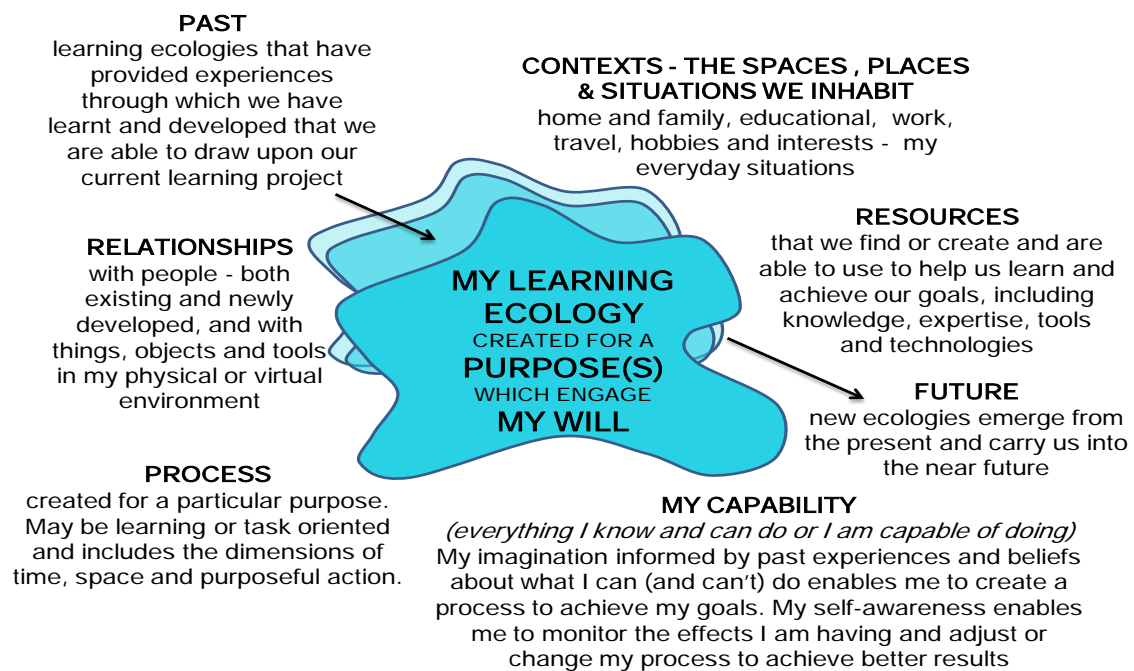 PAST
learning ecologies that have
provided experiences
through which we have
learnt and developed that we
are able to draw upon our
current learning project
CONTEXTS - THE SPACES , PLACES
& SITUATIONS WE INHABIT
home and family, educational,  work,
travel, hobbies and interests -  my
everyday situations
RELATIONSHIPS
with people - both
existing and newly
developed, and with
things, objects and tools
in my physical or virtual
environment
MY LEARNING
ECOLOGY
CREATED FOR A
PURPOSE(S)
WHICH ENGAGE
MY WILL
RESOURCES
that we find or create and are
able to use to help us learn and
achieve our goals, including
knowledge, expertise, tools
and technologies
FUTURE
new ecologies emerge from
the present and carry us into
the near future
PROCESS
created for a particular purpose.
May be learning or task oriented
and includes the dimensions of
time, space and purposeful action.
MY CAPABILITY
(everything I know and can do or I am capable of doing)
My imagination informed by past experiences and beliefs
about what I can (and can't) do enables me to create a
process to achieve my goals. My self-awareness enables
me to monitor the effects I am having and adjust or
change my process to achieve better results